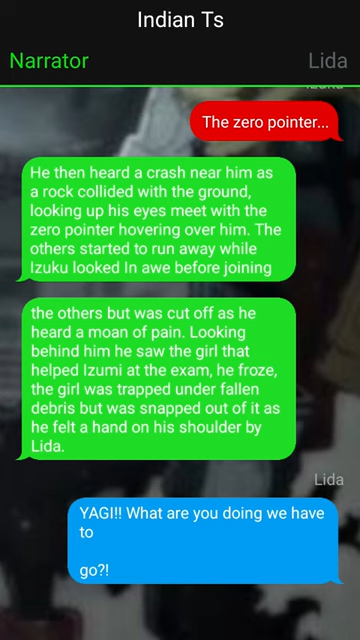 Indian Ts
Narrator
Lida
Izuku
The zero pointer...
He then heard a crash near him as
a rock collided with the ground,
looking up his eyes meet with the
zero pointer hovering over him. The
others started to run away while
Izuku looked In awe before joining
the others but was cut off as he
heard a moan of pain. Looking
behind him he saw the girl that
helped Izumi at the exam, he froze,
the girl was trapped under fallen
debris but was snapped out of it as
he felt a hand on his shoulder by
Lida.
Lida
YAGI!! What are you doing we have
to
go?!